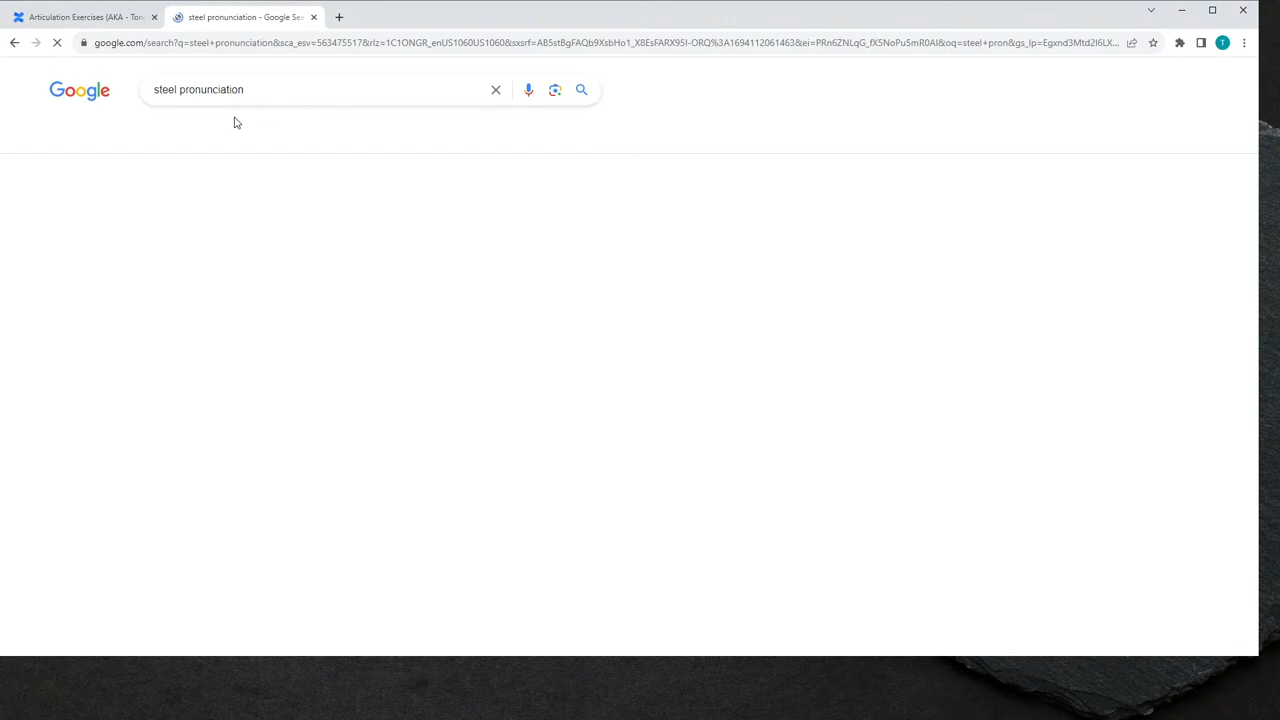 Articulation Exercises (AKA - Ton
steel pronunciation - Google Sea
google.com/search?q=steel+pronunciation&sca_esv=563475517&rlz=1C1ONGR_enUS1060US1060&sxsrf=AB5stBgFAQb9XsbHo1_X8EsFARX95I-ORQ%3A1694112061463&ei=PRn6ZNLqG_fX5NoPu5mR0AI&oq=steel+pron&gs_lp=Egxnd3Mtd2l6LX...
T
Google
steel pronunciation